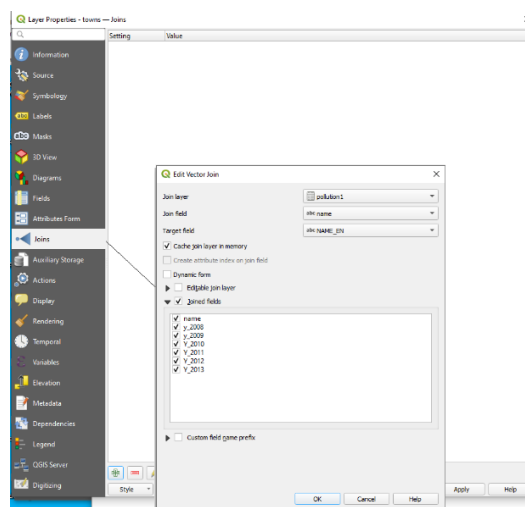 Layer Properties - towns — Joins
Setting Value
Information
Source
Symbology
abc Labels
abc Masks
3D View
Diagrams
Fields
Attributes Form
Joins
Auxiliary Storage
Actions
Display
Rendering
Temporal
Variables
Elevation
Metadata
Dependencies
Legend
QGIS Server
Digitizing
Edit Vector Join
Join layer pollution1
Join field abc name
Target field abc NAME_EN
Cache join layer in memory
Create attribute index on join field
Dynamic form
Editable join layer
Joined fields
name
y_2008
y_2009
Y_2010
Y_2011
Y_2012
Y_2013
Custom field name prefix
OK Cancel Help
Style Apply Help